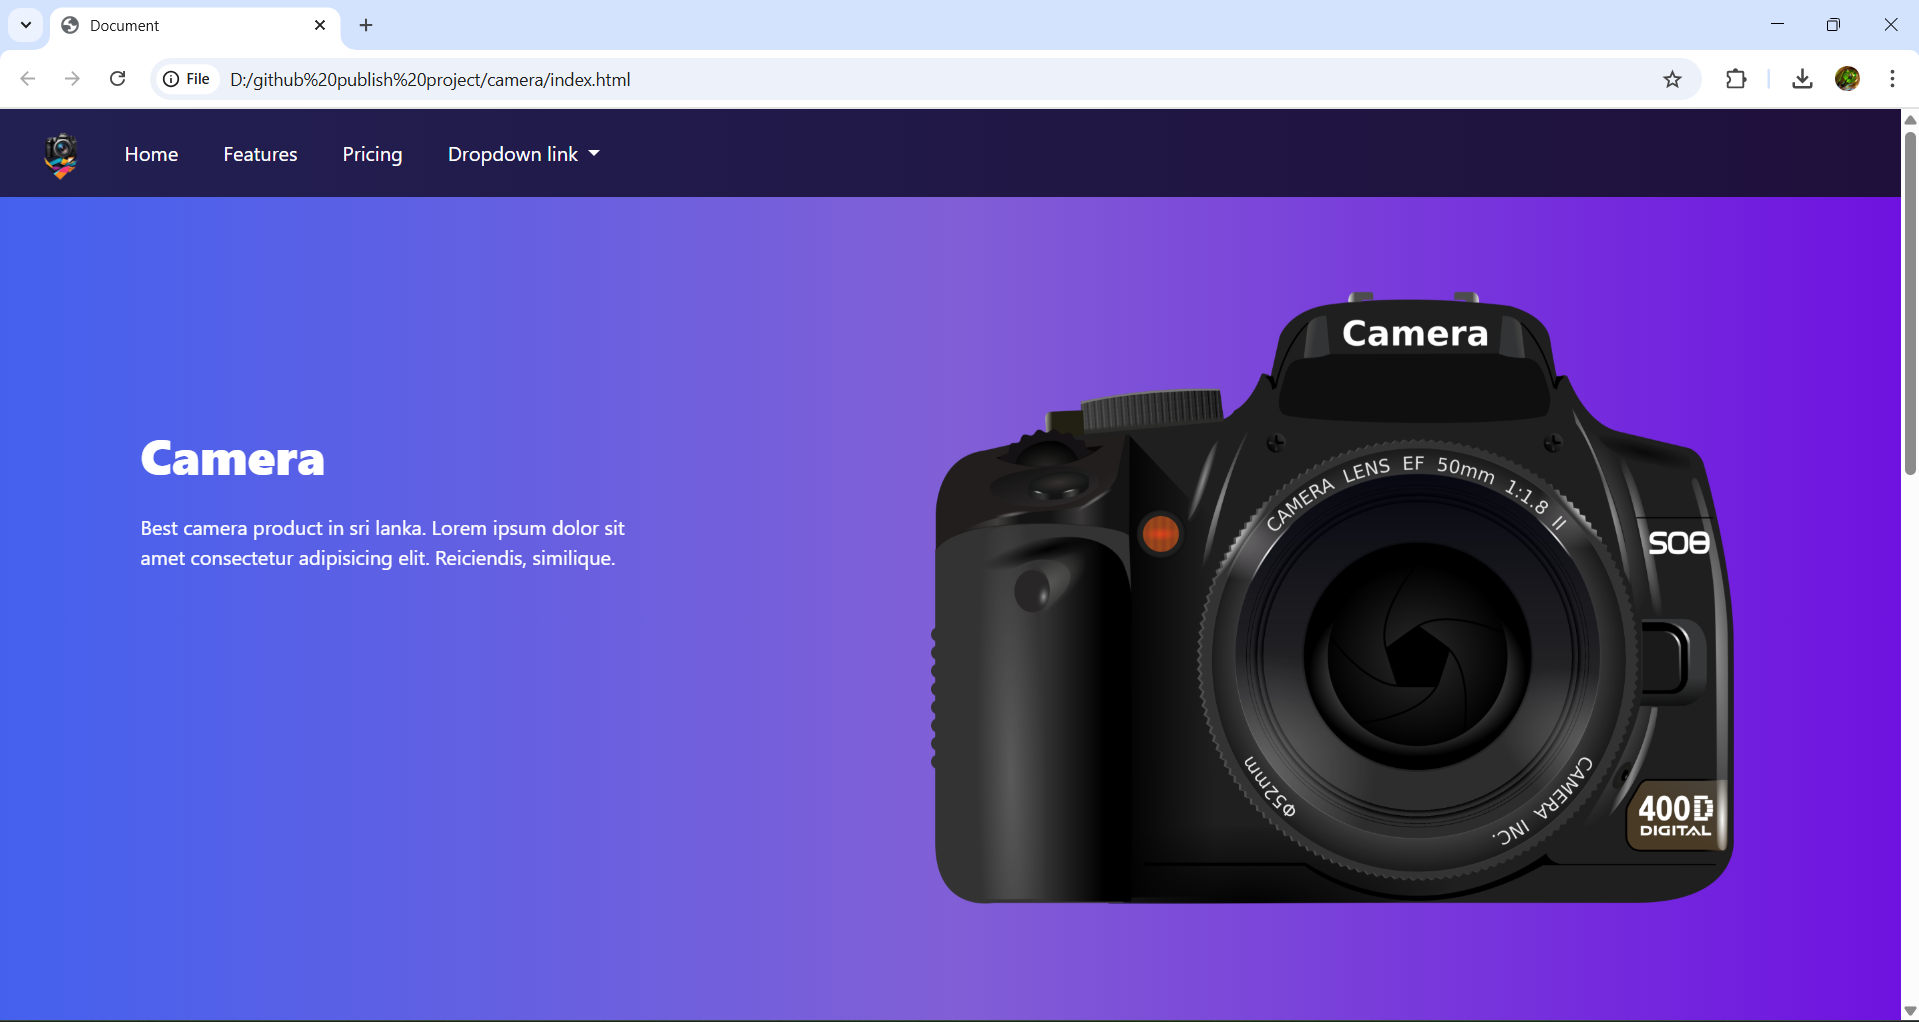 Document
File
D:/github%20publish%20project/camera/index.html
Home Features Pricing Dropdown link
Camera
Best camera product in sri lanka. Lorem ipsum dolor sit
amet consectetur adipisicing elit. Reiciendis, similique.
Camera
CAMERA LENS EF 50mm 1:1.8 II
SOƎ
400D
DIGITAL
Φ52mm
CAMERA INC.